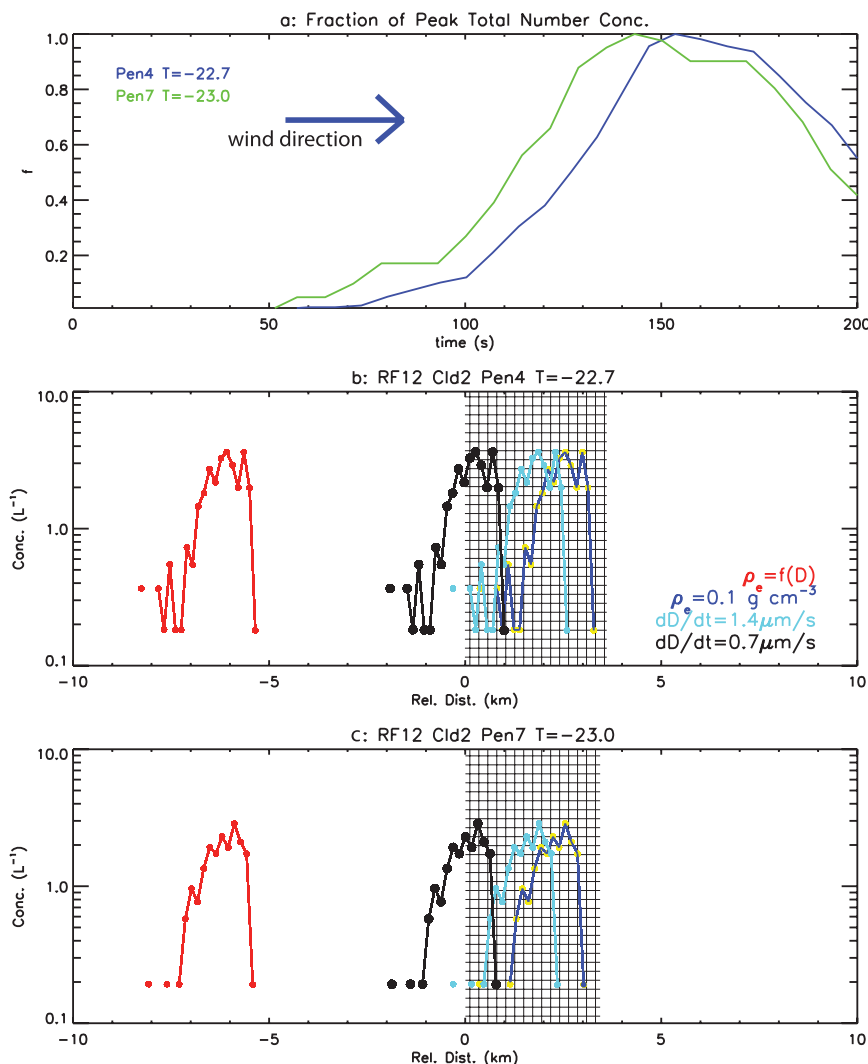 a: Fraction of Peak Total Number Conc.
1.0
0.8
0.6
0.4
0.2
f
Pen4 T=-22.7
Pen7 T=-23.0
wind direction
0 50 100 150 200
time (s)
b: RF12 Cld2 Pen4 T=-22.7
10.0
1.0
0.1
Conc. (L⁻¹)
ρₑ=f(D)
ρₑ=0.1 g cm⁻³
dD/dt=1.4μm/s
dD/dt=0.7μm/s
-10 -5 0 5 10
Rel. Dist. (km)
c: RF12 Cld2 Pen7 T=-23.0
10.0
1.0
0.1
Conc. (L⁻¹)
-10 -5 0 5 10
Rel. Dist. (km)